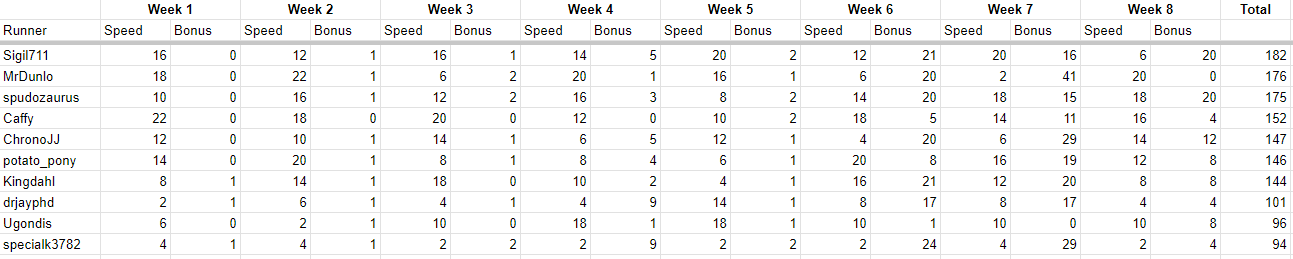 Week 1 Week 2 Week 3 Week 4 Week 5 Week 6 Week 7 Week 8 Total
Runner Speed Bonus Speed Bonus Speed Bonus Speed Bonus Speed Bonus Speed Bonus Speed Bonus Speed Bonus
Sigil711 16 0 12 1 16 1 14 5 20 2 12 21 20 16 6 20 182
MrDunlo 18 0 22 1 6 2 20 1 16 1 6 20 2 41 20 0 176
spudozaurus 10 0 16 1 12 2 16 3 8 2 14 20 18 15 18 20 175
Caffy 22 0 18 0 20 0 12 0 10 2 18 5 14 11 16 4 152
ChronoJJ 12 0 10 1 14 1 6 5 12 1 4 20 6 29 14 12 147
potato_pony 14 0 20 1 8 1 8 4 6 1 20 8 16 19 12 8 146
Kingdahl 8 1 14 1 18 0 10 2 4 1 16 21 12 20 8 8 144
drjayphd 2 1 6 1 4 1 4 9 14 1 8 17 8 17 4 4 101
Ugondis 6 0 2 1 10 0 18 1 18 1 10 1 10 0 10 8 96
specialk3782 4 1 4 1 2 2 2 9 2 2 2 24 4 29 2 4 94